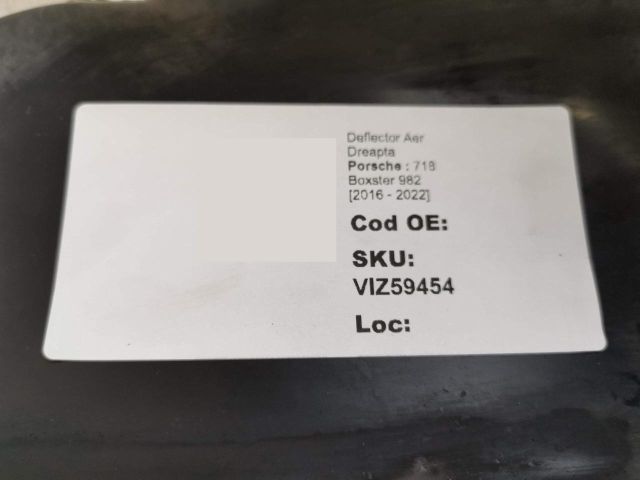 Deflector Aer
Dreapta
Porsche : 718
Boxster 982
[2016 - 2022]
Cod OE:
SKU:
VIZ59454
Loc: